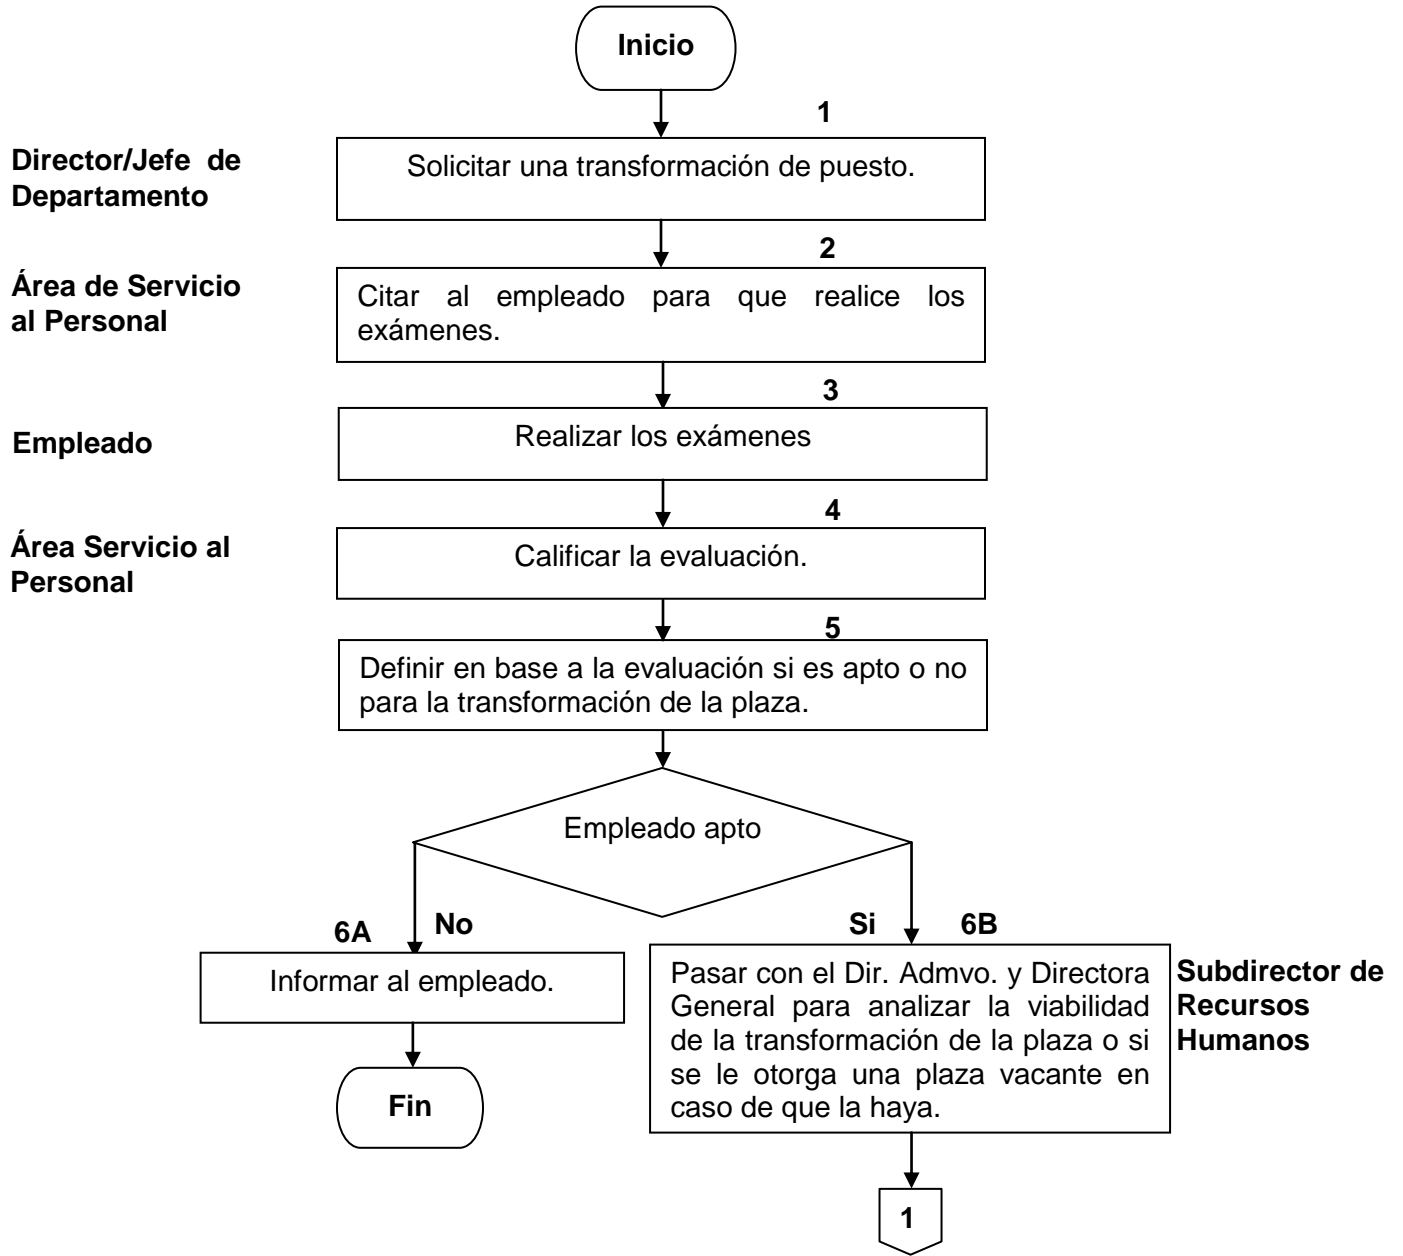 Inicio
1
Director/Jefe de
Departamento
Solicitar una transformación de puesto.
2
Área de Servicio
al Personal
Citar al empleado para que realice los
exámenes.
3
Empleado
Realizar los exámenes
4
Área Servicio al
Personal
Calificar la evaluación.
5
Definir en base a la evaluación si es apto o no
para la transformación de la plaza.
Empleado apto
6A
No
Si
6B
Informar al empleado.
Fin
Pasar con el Dir. Admvo. y Directora
General para analizar la viabilidad
de la transformación de la plaza o si
se le otorga una plaza vacante en
caso de que la haya.
Subdirector de
Recursos
Humanos
1